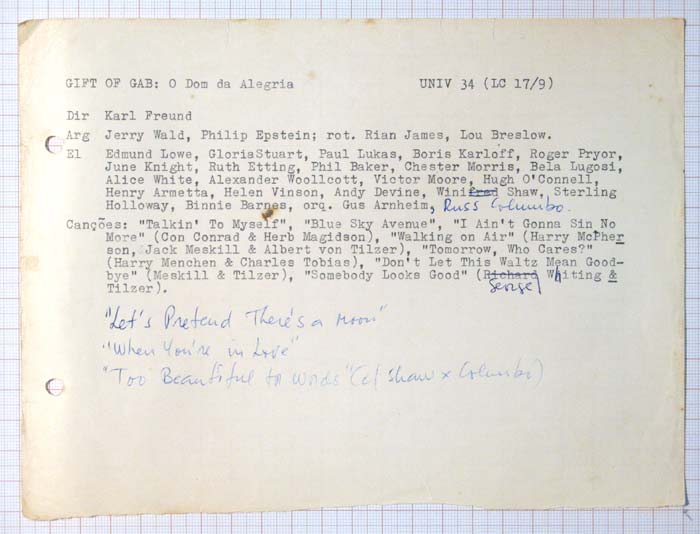 GIFT OF GAB: O Dom da Alegria UNIV 34 (LC 17/9)
Dir Karl Freund
Arg Jerry Wald, Philip Epstein; rot. Rian James, Lou Breslow.
El Edmund Lowe, GloriaStuart, Paul Lukas, Boris Karloff, Roger Pryor,
June Knight, Ruth Etting, Phil Baker, Chester Morris, Bela Lugosi,
Alice White, Alexander Woollcott, Victor Moore, Hugh O'Connell,
Henry Armetta, Helen Vinson, Andy Devine, Winifred Shaw, Sterling
Holloway, Binnie Barnes, orq. Gus Arnheim, Russ Columbo.
Canções: "Talkin' To Myself", "Blue Sky Avenue", "I Ain't Gonna Sin No
More" (Con Conrad & Herb Magidson), "Walking on Air" (Harry McPher
son, Jack Meskill & Albert von Tilzer), "Tomorrow, Who Cares?"
(Harry Menchen & Charles Tobias), "Don't Let This Waltz Mean Good-
bye" (Meskill & Tilzer), "Somebody Looks Good" (Richard Whiting &
Tilzer). George
"Let's Pretend There's a Moon"
"When You're in Love"
"Too Beautiful for Words" (c/ Shaw x Columbo)